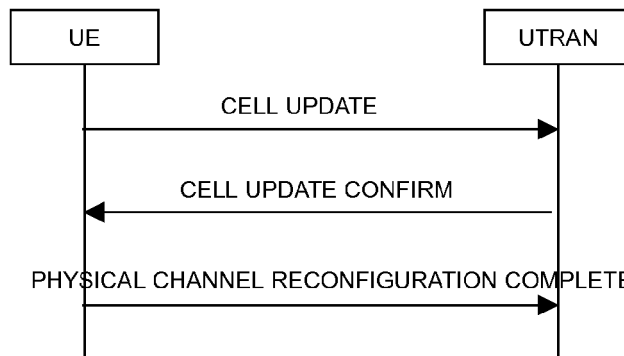 UE
UTRAN
CELL UPDATE
CELL UPDATE CONFIRM
PHYSICAL CHANNEL RECONFIGURATION COMPLETE